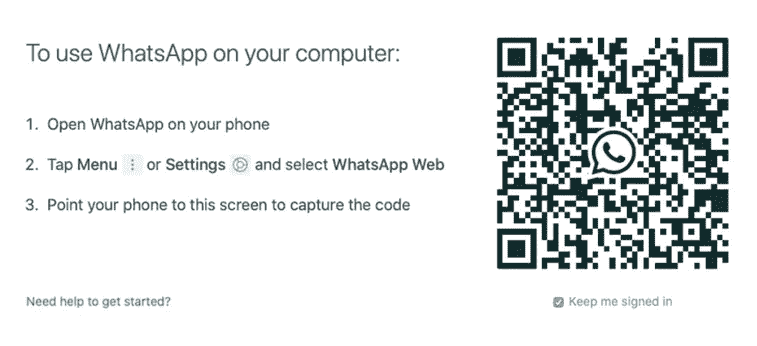 To use WhatsApp on your computer:
1. Open WhatsApp on your phone
2. Tap Menu or Settings and select WhatsApp Web
3. Point your phone to this screen to capture the code
Need help to get started?
Keep me signed in